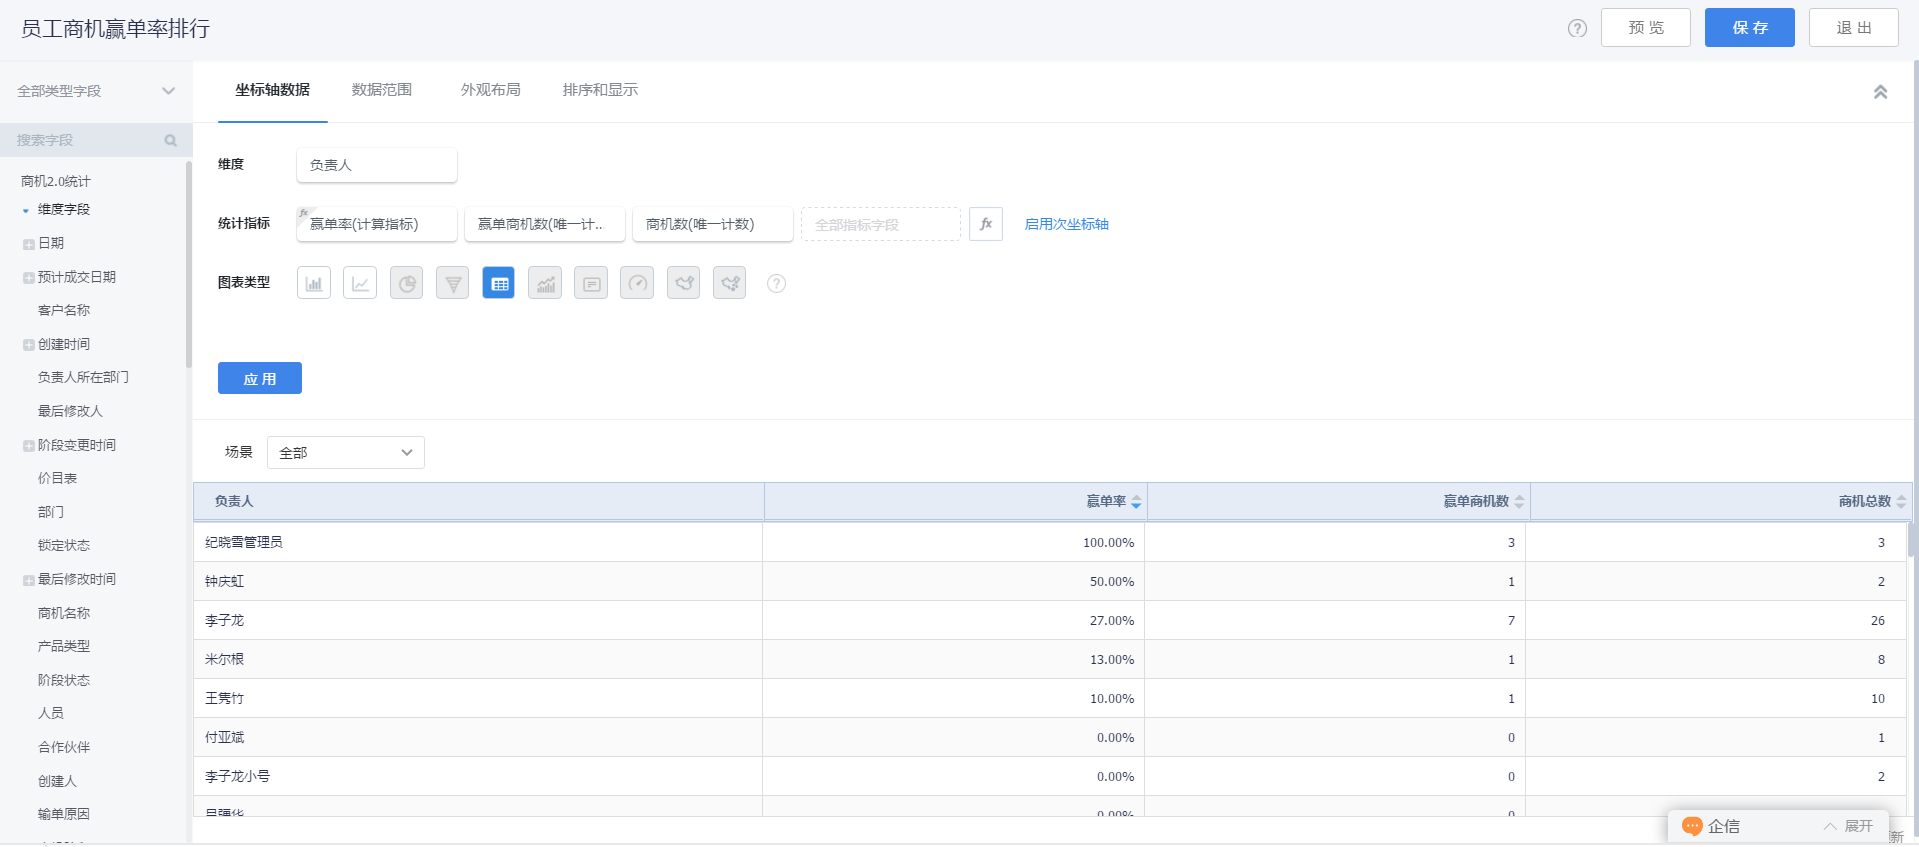 员工商机赢单率排行
预 览
保 存
退 出
全部类型字段
坐标轴数据
数据范围
外观布局
排序和显示
搜索字段
商机2.0统计
维度字段
日期
预计成交日期
客户名称
创建时间
负责人所在部门
最后修改人
阶段变更时间
价目表
部门
锁定状态
最后修改时间
商机名称
产品类型
阶段状态
人员
合作伙伴
创建人
输单原因
维度
负责人
统计指标
fx
赢单率(计算指标)
赢单商机数(唯一计...
商机数(唯一计数)
全部指标字段
fx
启用次坐标轴
图表类型
应 用
场景
全部
负责人 赢单率 赢单商机数 商机总数
纪晓雪管理员 100.00% 3 3
钟庆虹 50.00% 1 2
李子龙 27.00% 7 26
米尔根 13.00% 1 8
王隽竹 10.00% 1 10
付亚斌 0.00% 0 1
李子龙小号 0.00% 0 2
0.00% 0
企信
展开
新